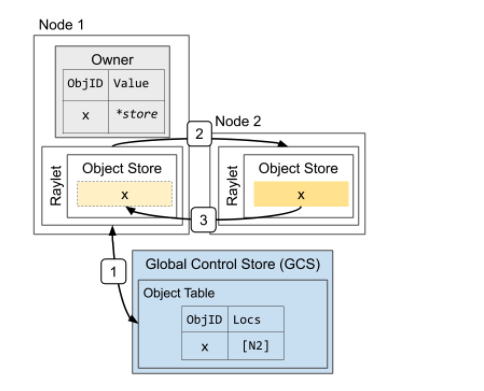 Node 1
Owner
ObjID Value
x *store
2
Node 2
Raylet
Object Store
x
Raylet
Object Store
x
3
1
Global Control Store (GCS)
Object Table
ObjID Locs
x [N2]